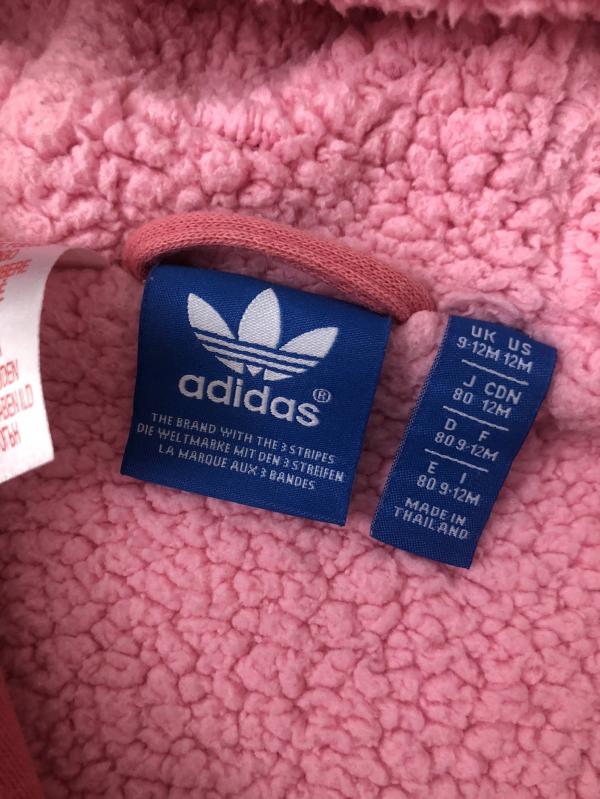 adidas®
THE BRAND WITH THE 3 STRIPES
DIE WELTMARKE MIT DEN 3 STREIFEN
LA MARQUE AUX 3 BANDES
UK US
9-12M 12M
J CDN
80 12M
D F
80 9-12M
E I
80 9-12M
MADE IN
THAILAND